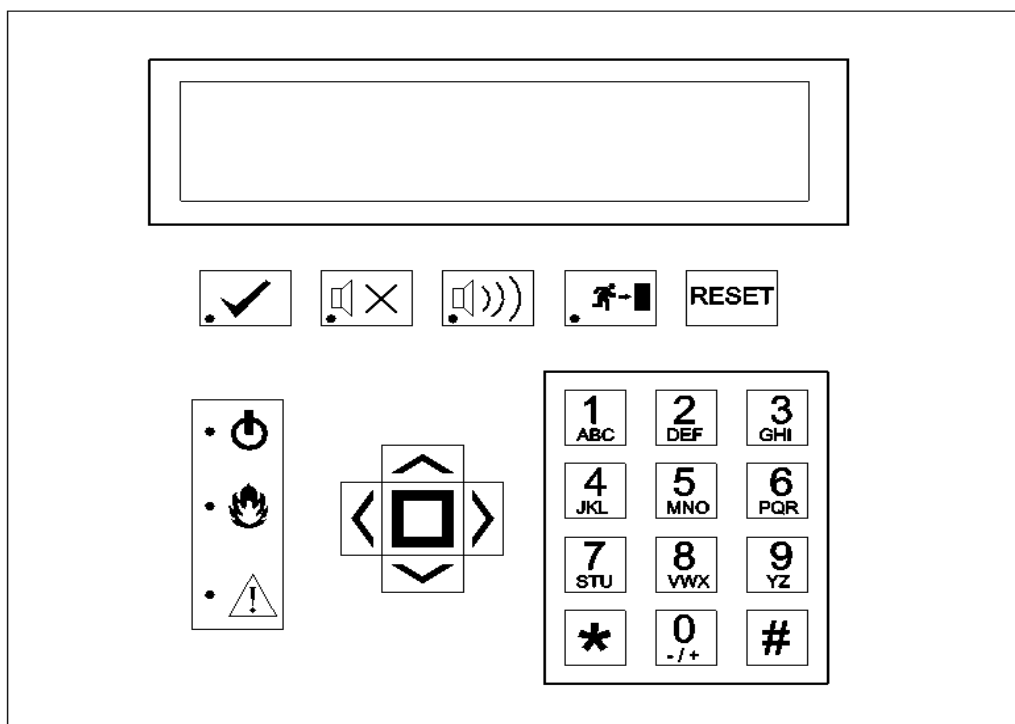 RESET
1 2 3
ABC DEF GHI
4 5 6
JKL MNO PQR
7 8 9
STU VWX YZ
* 0 #
- / +